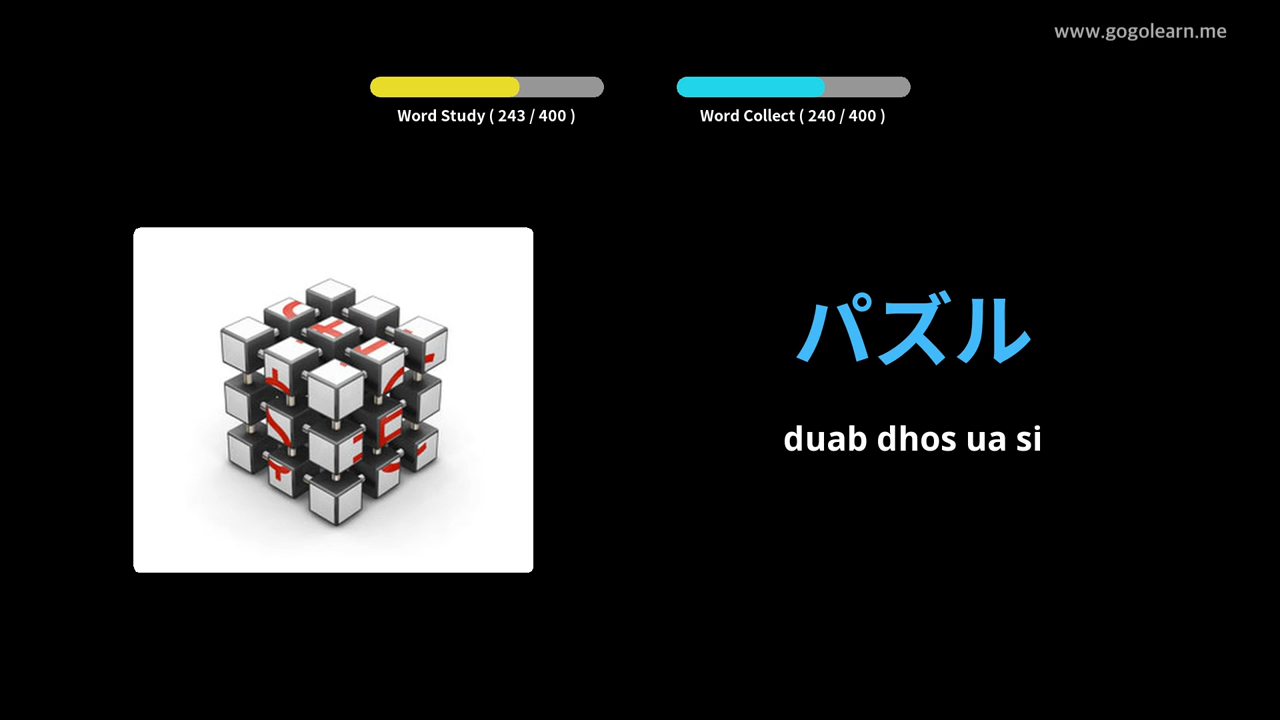 www.gogolearn.me
Word Study ( 243 / 400 )
Word Collect ( 240 / 400 )
パズル
duab dhos ua si